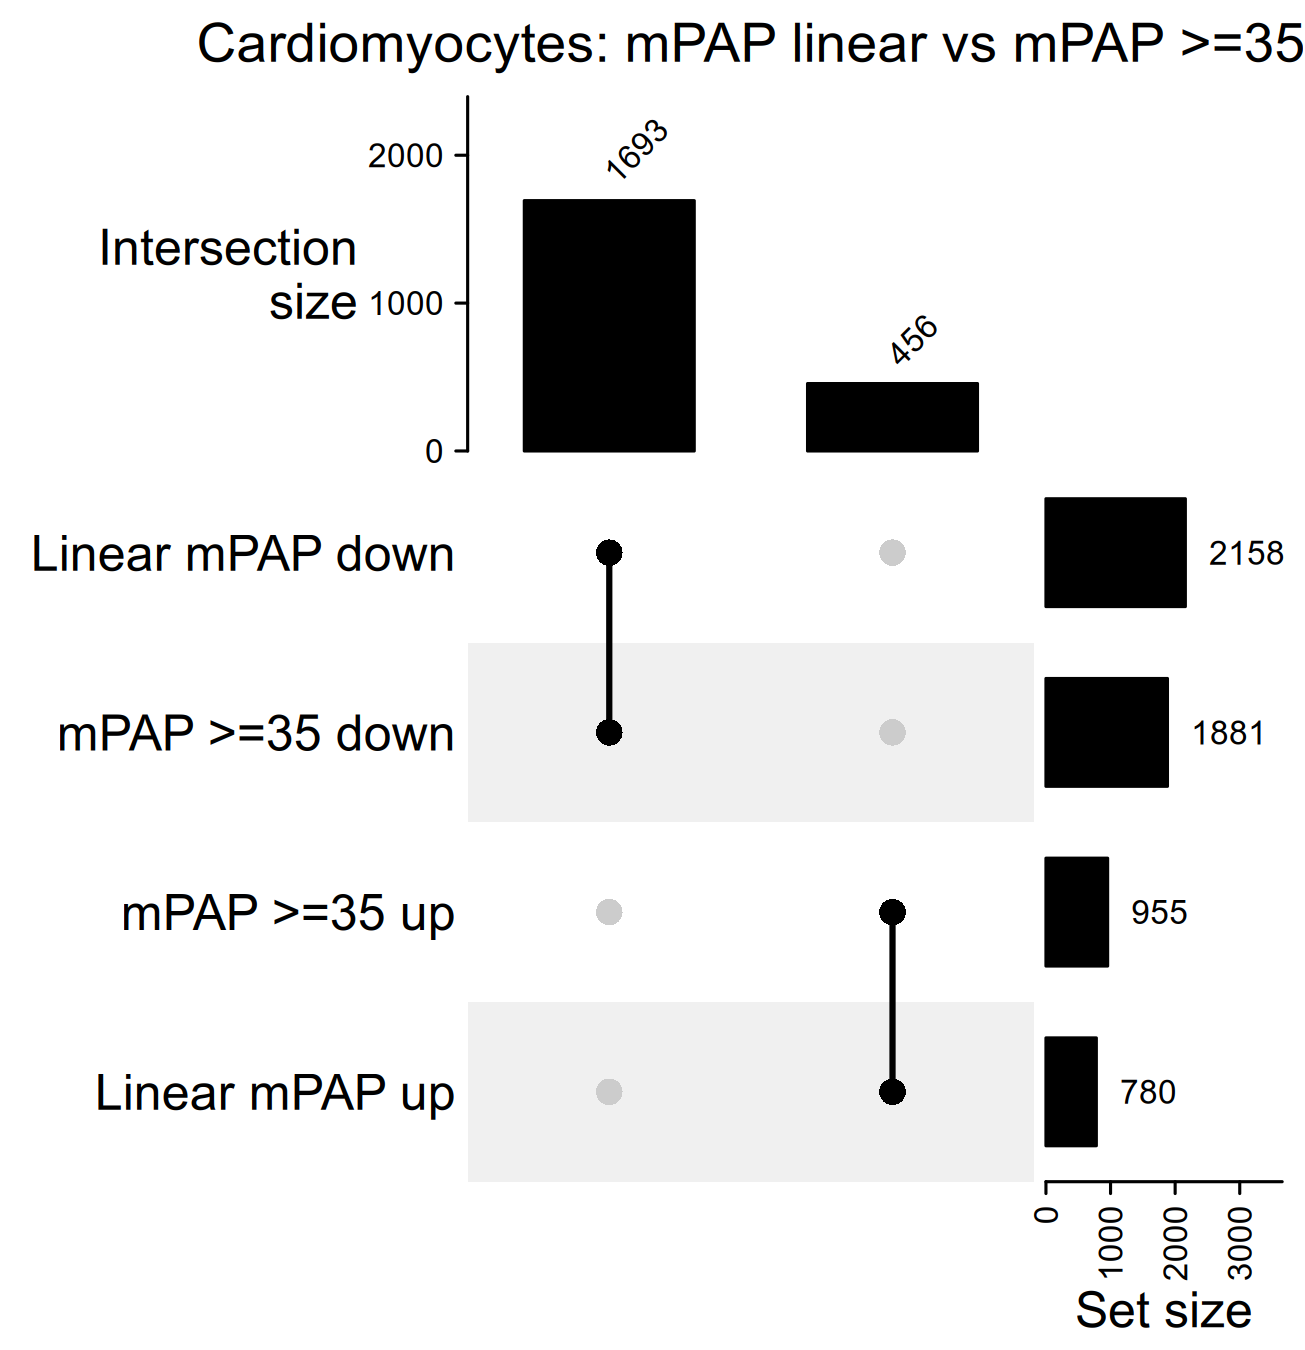 Cardiomyocytes: mPAP linear vs mPAP >=35
2000
1000
0
Intersection
size
1693
456
Linear mPAP down
2158
mPAP >=35 down
1881
mPAP >=35 up
955
Linear mPAP up
780
0
1000
2000
3000
Set size